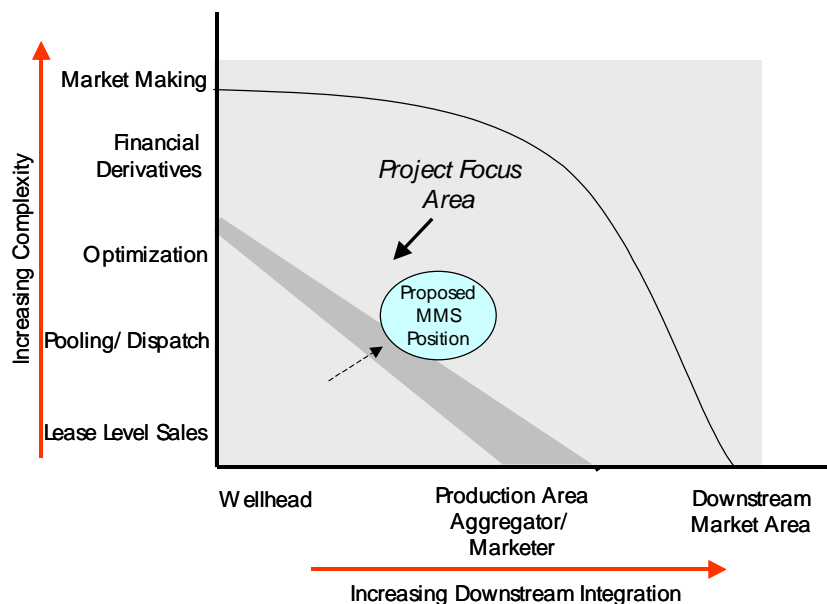 Market Making
Financial
Derivatives
Project Focus
Area
Optimization
Proposed
MMS
Position
Pooling/ Dispatch
Lease Level Sales
Increasing Complexity
Wellhead
Production Area
Aggregator/
Marketer
Downstream
Market Area
Increasing Downstream Integration